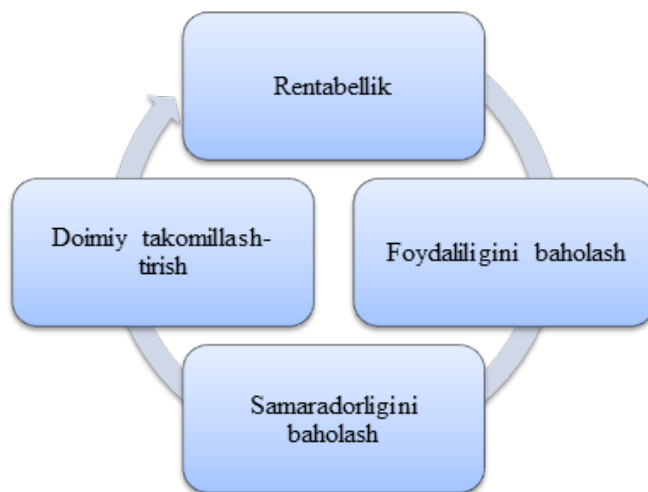 Rentabellik
Foydaliligini baholash
Samaradorligini
baholash
Doimiy takomillash-
tirish